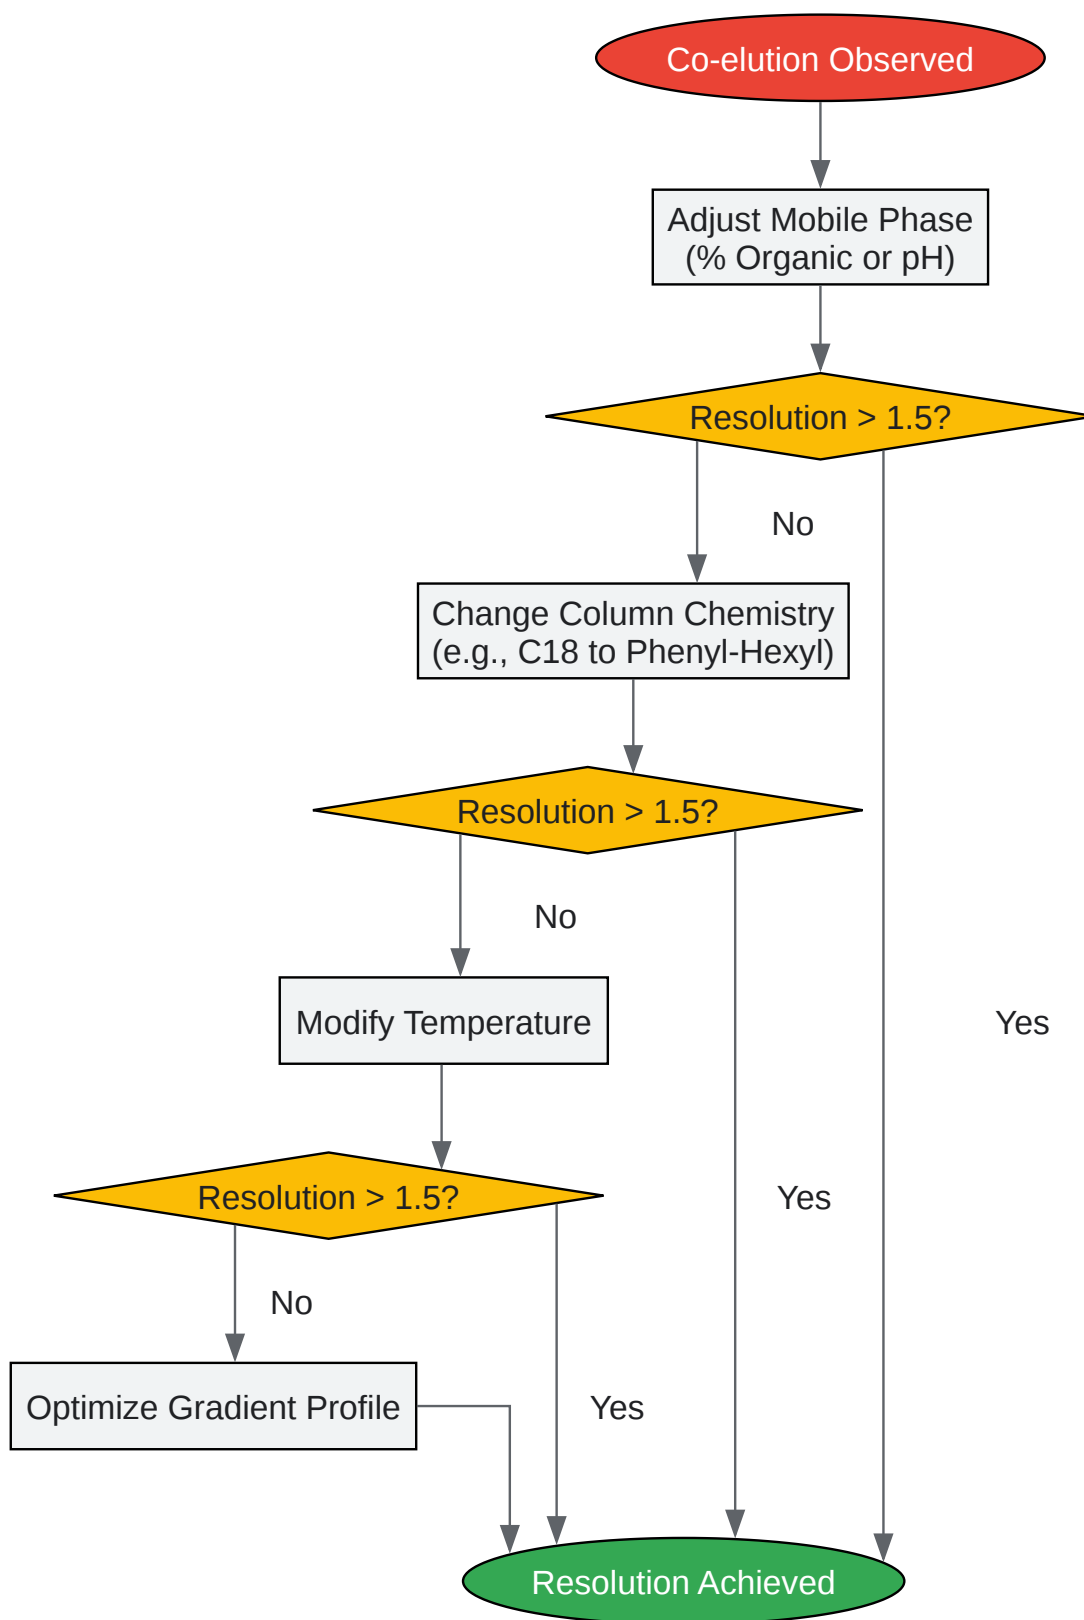 Co-elution Observed
Adjust Mobile Phase
(% Organic or pH)
Resolution > 1.5?
No
Change Column Chemistry
(e.g., C18 to Phenyl-Hexyl)
Resolution > 1.5?
No
Modify Temperature
Yes
Resolution > 1.5?
Yes
No
Optimize Gradient Profile
Yes
Resolution Achieved